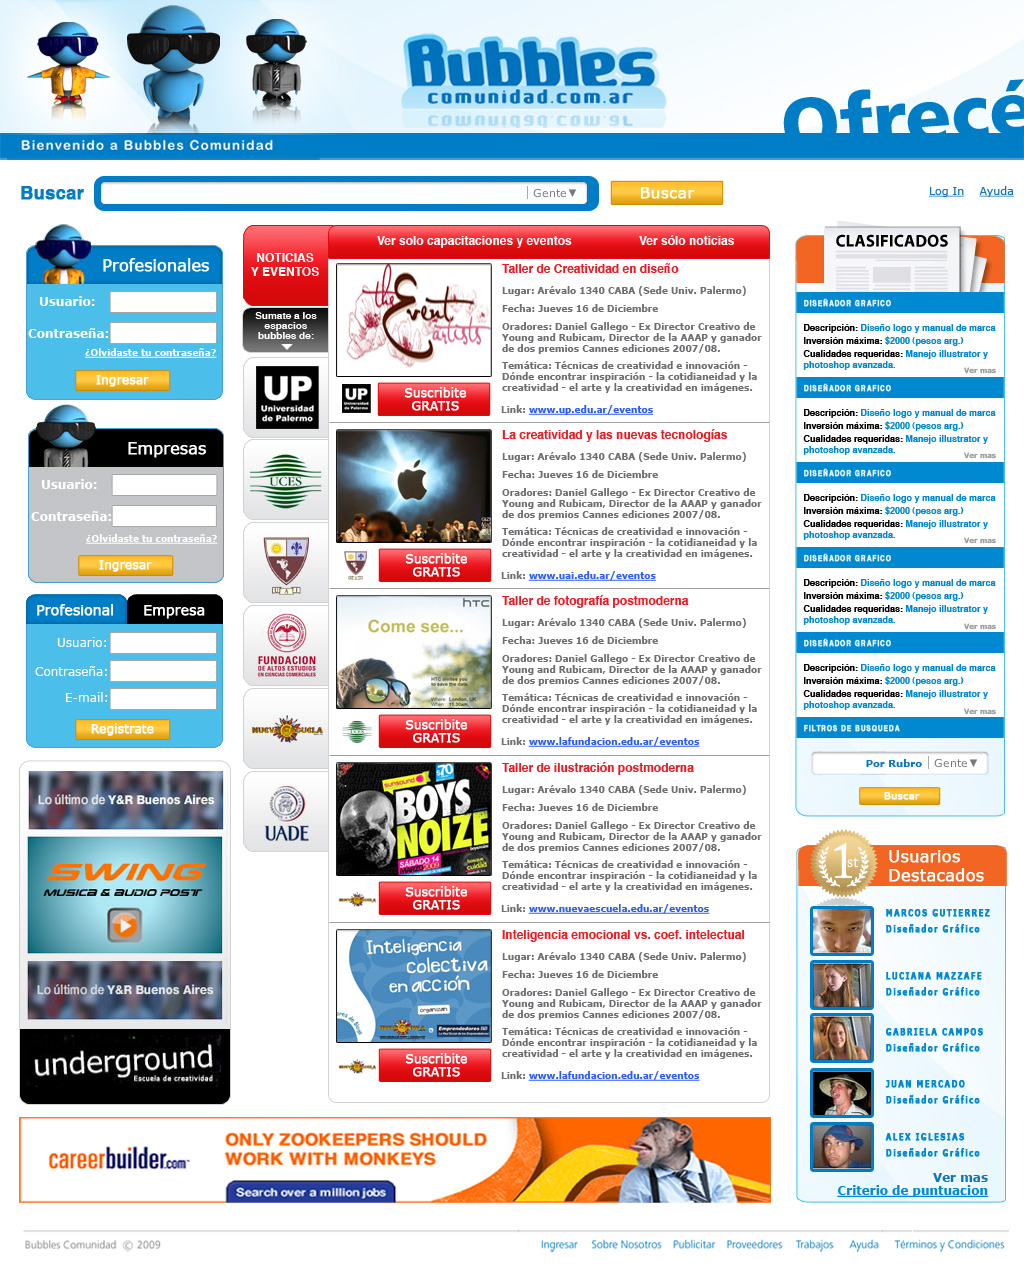 Bubbles
comunidad.com.ar
Ofrecé
Bienvenido a Bubbles Comunidad
Buscar
Gente▼
Buscar
Log In
Ayuda
Profesionales
Usuario:
Contraseña:
¿Olvidaste tu contraseña?
Ingresar
Empresas
Usuario:
Contraseña:
¿Olvidaste tu contraseña?
Ingresar
Profesional
Empresa
Usuario:
Contraseña:
E-mail:
Registrate
Lo último de Y&R Buenos Aires
SWING
MUSICA & AUDIO POST
Lo último de Y&R Buenos Aires
underground
Escuela de creatividad
NOTICIAS
Y EVENTOS
Sumate a los
espacios
bubbles de:
UP
Universidad
de Palermo
UCES
UAI
FUNDACION
DE ALTOS ESTUDIOS
EN CIENCIAS COMERCIALES
NUEVA ESCUELA
UADE
Ver solo capacitaciones y eventos
Ver sólo noticias
the Event artists
UP
Universidad
de Palermo
Suscribite
GRATIS
Taller de Creatividad en diseño
Lugar: Arévalo 1340 CABA (Sede Univ. Palermo)
Fecha: Jueves 16 de Diciembre
Oradores: Daniel Gallego - Ex Director Creativo de
Young and Rubicam, Director de la AAAP y ganador
de dos premios Cannes ediciones 2007/08.
Temática: Técnicas de creatividad e innovación -
Dónde encontrar inspiración - la cotidianeidad y la
creatividad - el arte y la creatividad en imágenes.
Link: www.up.edu.ar/eventos
Suscribite
GRATIS
La creatividad y las nuevas tecnologías
Lugar: Arévalo 1340 CABA (Sede Univ. Palermo)
Fecha: Jueves 16 de Diciembre
Oradores: Daniel Gallego - Ex Director Creativo de
Young and Rubicam, Director de la AAAP y ganador
de dos premios Cannes ediciones 2007/08.
Temática: Técnicas de creatividad e innovación -
Dónde encontrar inspiración - la cotidianeidad y la
creatividad - el arte y la creatividad en imágenes.
Link: www.uai.edu.ar/eventos
hTC
Come see...
HTC invites you
to save the date.
Where London, UK
When 11.30am.
UCES
Suscribite
GRATIS
Taller de fotografía postmoderna
Lugar: Arévalo 1340 CABA (Sede Univ. Palermo)
Fecha: Jueves 16 de Diciembre
Oradores: Daniel Gallego - Ex Director Creativo de
Young and Rubicam, Director de la AAAP y ganador
de dos premios Cannes ediciones 2007/08.
Temática: Técnicas de creatividad e innovación -
Dónde encontrar inspiración - la cotidianeidad y la
creatividad - el arte y la creatividad en imágenes.
Link: www.lafundacion.edu.ar/eventos
sunsound
$70
BOYS
NOIZE
SÁBADO 14
Suscribite
GRATIS
Taller de ilustración postmoderna
Lugar: Arévalo 1340 CABA (Sede Univ. Palermo)
Fecha: Jueves 16 de Diciembre
Oradores: Daniel Gallego - Ex Director Creativo de
Young and Rubicam, Director de la AAAP y ganador
de dos premios Cannes ediciones 2007/08.
Temática: Técnicas de creatividad e innovación -
Dónde encontrar inspiración - la cotidianeidad y la
creatividad - el arte y la creatividad en imágenes.
Link: www.nuevaescuela.edu.ar/eventos
Inteligencia
colectiva
en acción
organizan
Emprendedores
Suscribite
GRATIS
Inteligencia emocional vs. coef. intelectual
Lugar: Arévalo 1340 CABA (Sede Univ. Palermo)
Fecha: Jueves 16 de Diciembre
Oradores: Daniel Gallego - Ex Director Creativo de
Young and Rubicam, Director de la AAAP y ganador
de dos premios Cannes ediciones 2007/08.
Temática: Técnicas de creatividad e innovación -
Dónde encontrar inspiración - la cotidianeidad y la
creatividad - el arte y la creatividad en imágenes.
Link: www.lafundacion.edu.ar/eventos
CLASIFICADOS
DISEÑADOR GRAFICO
Descripción: Diseño logo y manual de marca
Inversión máxima: $2000 (pesos arg.)
Cualidades requeridas: Manejo illustrator y
photoshop avanzada.
Ver mas
DISEÑADOR GRAFICO
Descripción: Diseño logo y manual de marca
Inversión máxima: $2000 (pesos arg.)
Cualidades requeridas: Manejo illustrator y
photoshop avanzada.
Ver mas
DISEÑADOR GRAFICO
Descripción: Diseño logo y manual de marca
Inversión máxima: $2000 (pesos arg.)
Cualidades requeridas: Manejo illustrator y
photoshop avanzada.
Ver mas
DISEÑADOR GRAFICO
Descripción: Diseño logo y manual de marca
Inversión máxima: $2000 (pesos arg.)
Cualidades requeridas: Manejo illustrator y
photoshop avanzada.
Ver mas
DISEÑADOR GRAFICO
Descripción: Diseño logo y manual de marca
Inversión máxima: $2000 (pesos arg.)
Cualidades requeridas: Manejo illustrator y
photoshop avanzada.
Ver mas
FILTROS DE BUSQUEDA
Por Rubro
Gente▼
Buscar
1st
Usuarios
Destacados
MARCOS GUTIERREZ
Diseñador Gráfico
LUCIANA MAZZAFE
Diseñador Gráfico
GABRIELA CAMPOS
Diseñador Gráfico
JUAN MERCADO
Diseñador Gráfico
ALEX IGLESIAS
Diseñador Gráfico
Ver mas
Criterio de puntuacion
careerbuilder.com
ONLY ZOOKEEPERS SHOULD
WORK WITH MONKEYS
Search over a million jobs
Bubbles Comunidad © 2009
Ingresar
Sobre Nosotros
Publicitar
Proveedores
Trabajos
Ayuda
Términos y Condiciones